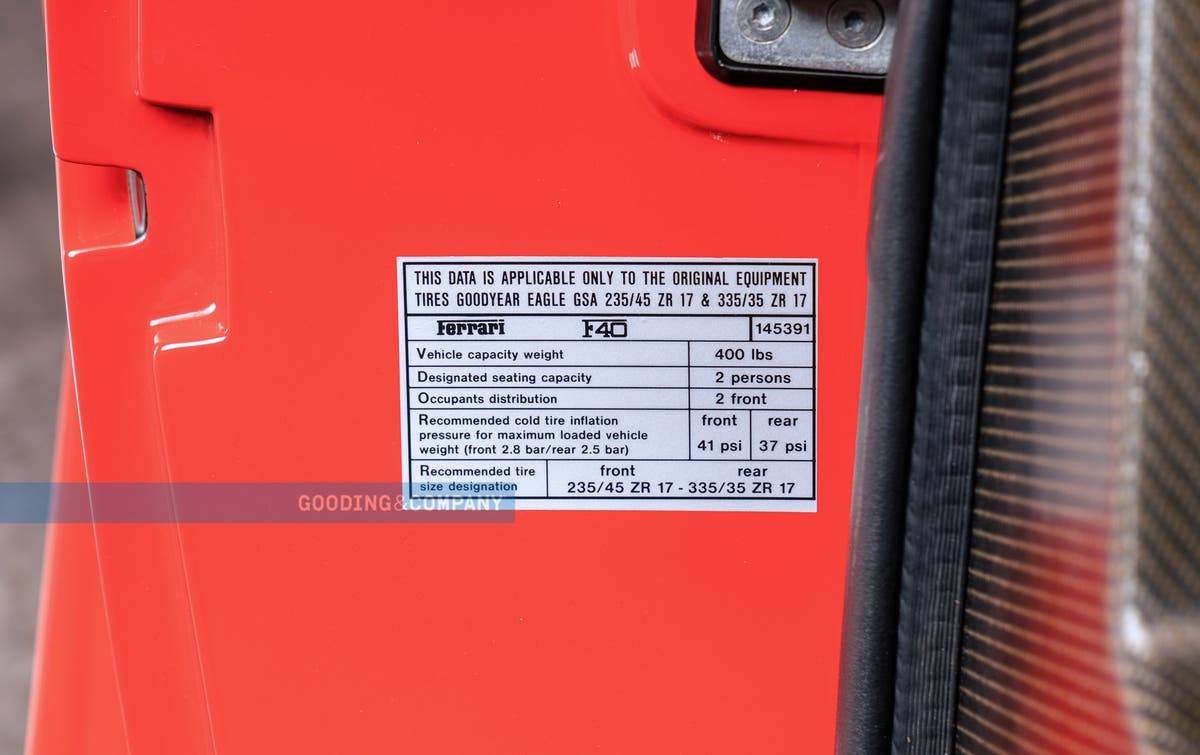 THIS DATA IS APPLICABLE ONLY TO THE ORIGINAL EQUIPMENT
TIRES GOODYEAR EAGLE GSA 235/45 ZR 17 & 335/35 ZR 17
Ferrari F40 145391
Vehicle capacity weight 400 lbs
Designated seating capacity 2 persons
Occupants distribution 2 front
Recommended cold tire inflation front rear
pressure for maximum loaded vehicle
weight (front 2.8 bar/rear 2.5 bar) 41 psi 37 psi
Recommended tire front rear
size designation 235/45 ZR 17 - 335/35 ZR 17
GOODING&COMPANY